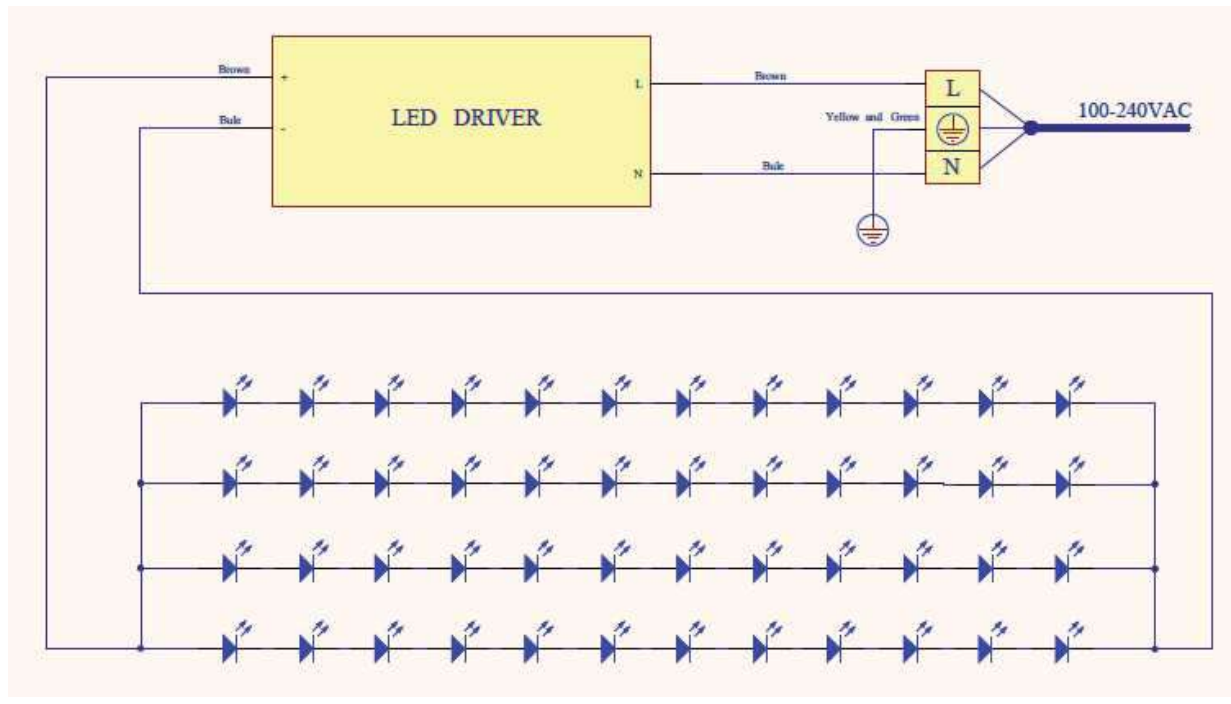 Brown
+
Bule
-
LED DRIVER
L
N
Brown
Yellow and Green
Bule
L
N
100-240VAC